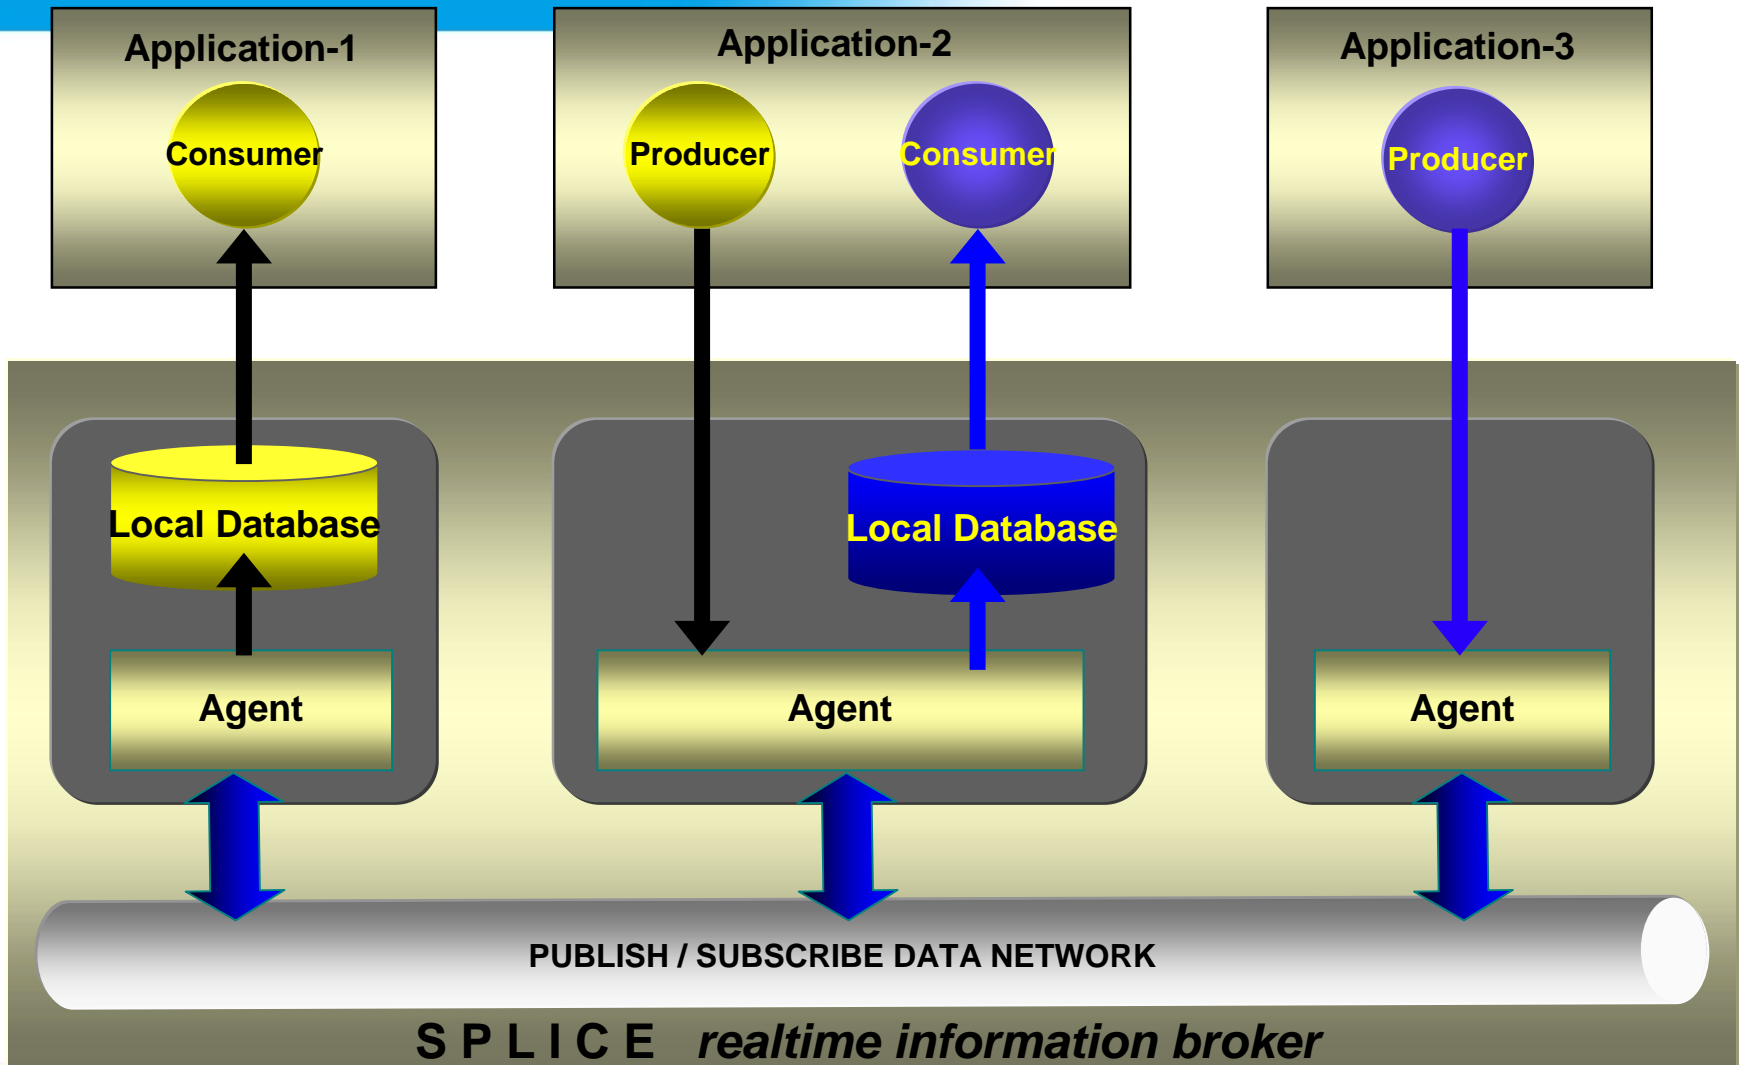 Application-1
Application-2
Application-3
Consumer
Producer
Consumer
Producer
Local Database
Local Database
Agent
Agent
Agent
PUBLISH / SUBSCRIBE DATA NETWORK
S P L I C E realtime information broker